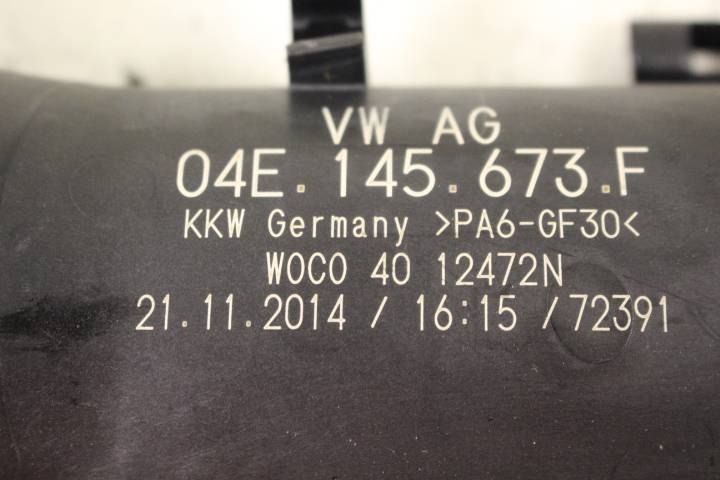 VW AG
04E.145.673.F
KKW Germany >PA6-GF30<
WOCO 40 12472N
21.11.2014 / 16:15 /72391